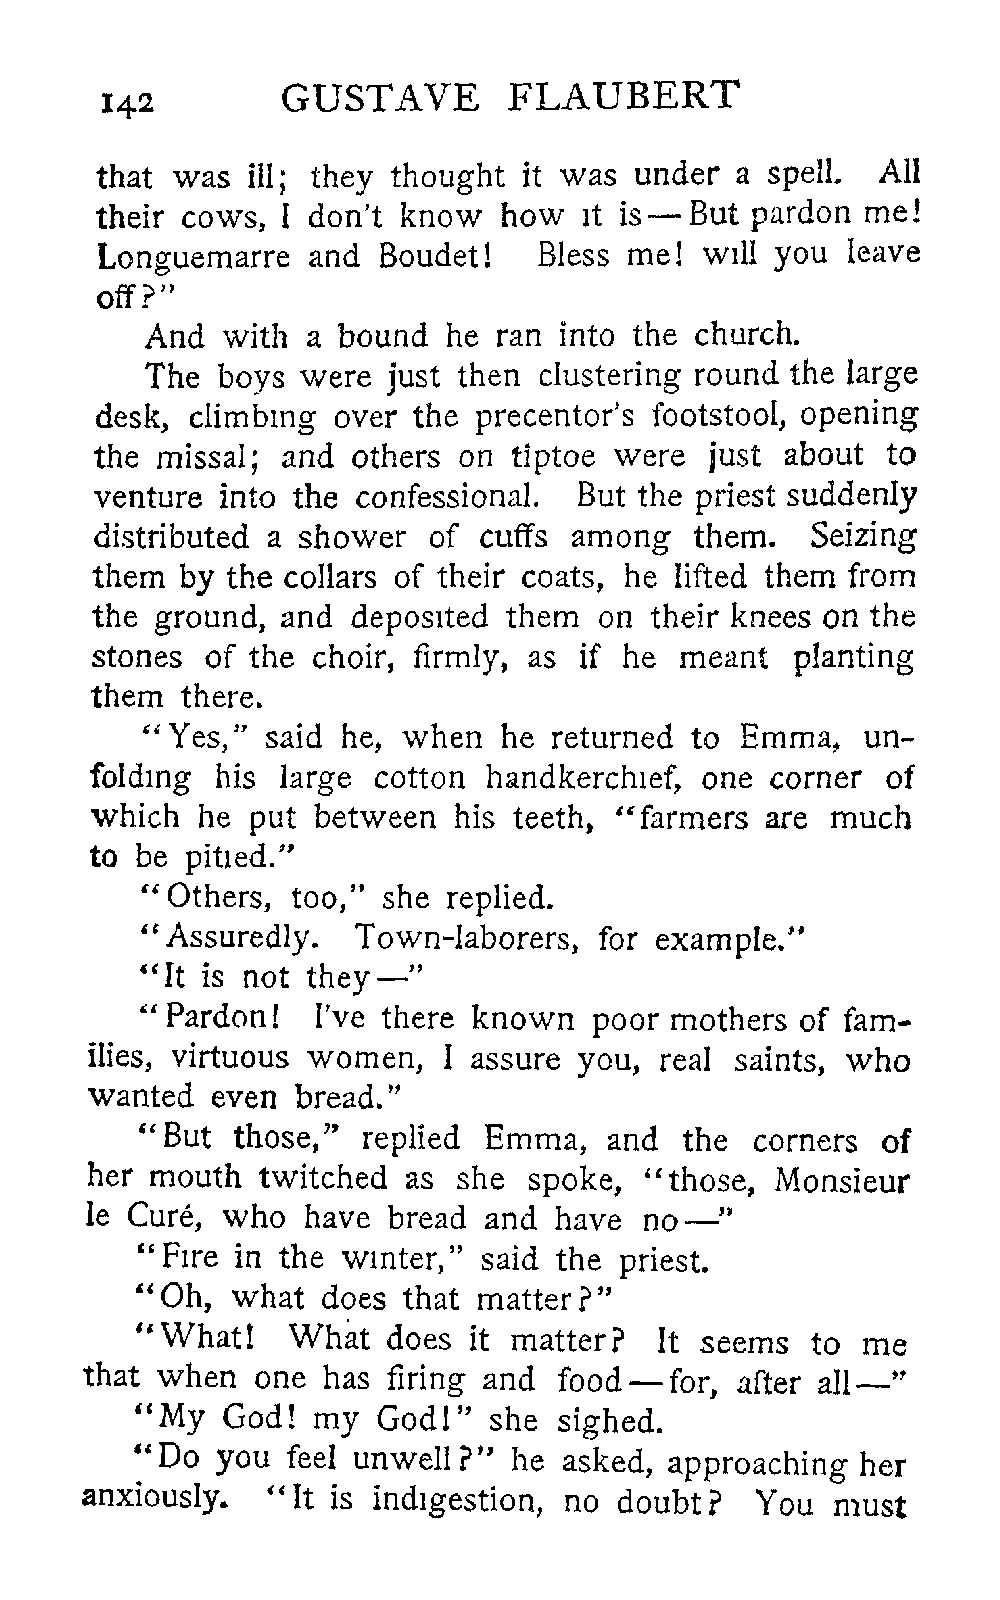 142 GUSTAVE FLAUBERT
that was ill; they thought it was under a spell. All
their cows, I don't know how it is—But pardon me!
Longuemarre and Boudet! Bless me! will you leave
off?"
And with a bound he ran into the church.
The boys were just then clustering round the large
desk, climbing over the precentor's footstool, opening
the missal; and others on tiptoe were just about to
venture into the confessional. But the priest suddenly
distributed a shower of cuffs among them. Seizing
them by the collars of their coats, he lifted them from
the ground, and deposited them on their knees on the
stones of the choir, firmly, as if he meant planting
them there.
"Yes," said he, when he returned to Emma, un-
folding his large cotton handkerchief, one corner of
which he put between his teeth, "farmers are much
to be pitied."
"Others, too," she replied.
"Assuredly. Town-laborers, for example."
"It is not they—"
"Pardon! I've there known poor mothers of fam-
ilies, virtuous women, I assure you, real saints, who
wanted even bread."
"But those," replied Emma, and the corners of
her mouth twitched as she spoke, "those, Monsieur
le Curé, who have bread and have no—"
"Fire in the winter," said the priest.
"Oh, what does that matter?"
"What! What does it matter? It seems to me
that when one has firing and food—for, after all—"
"My God! my God!" she sighed.
"Do you feel unwell?" he asked, approaching her
anxiously. "It is indigestion, no doubt? You must